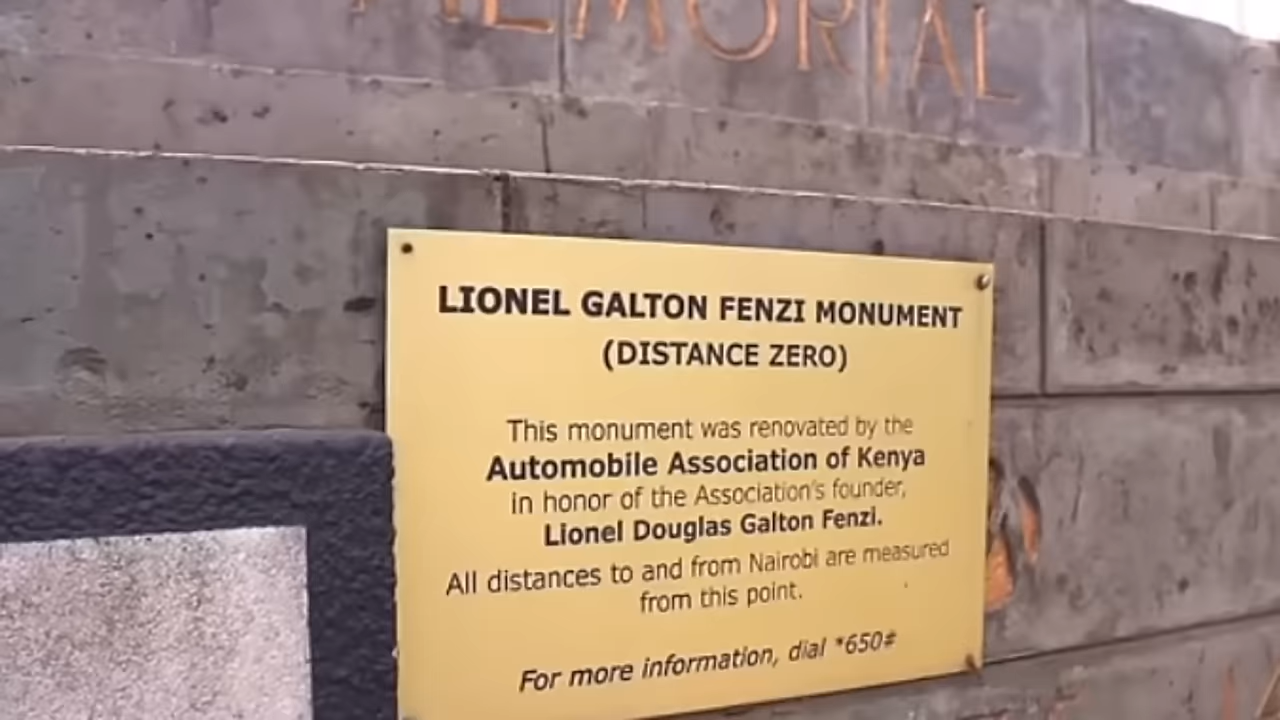 MEMORIAL
LIONEL GALTON FENZI MONUMENT
(DISTANCE ZERO)
This monument was renovated by the
Automobile Association of Kenya
in honor of the Association's founder,
Lionel Douglas Galton Fenzi.
All distances to and from Nairobi are measured
from this point.
For more information, dial *650#